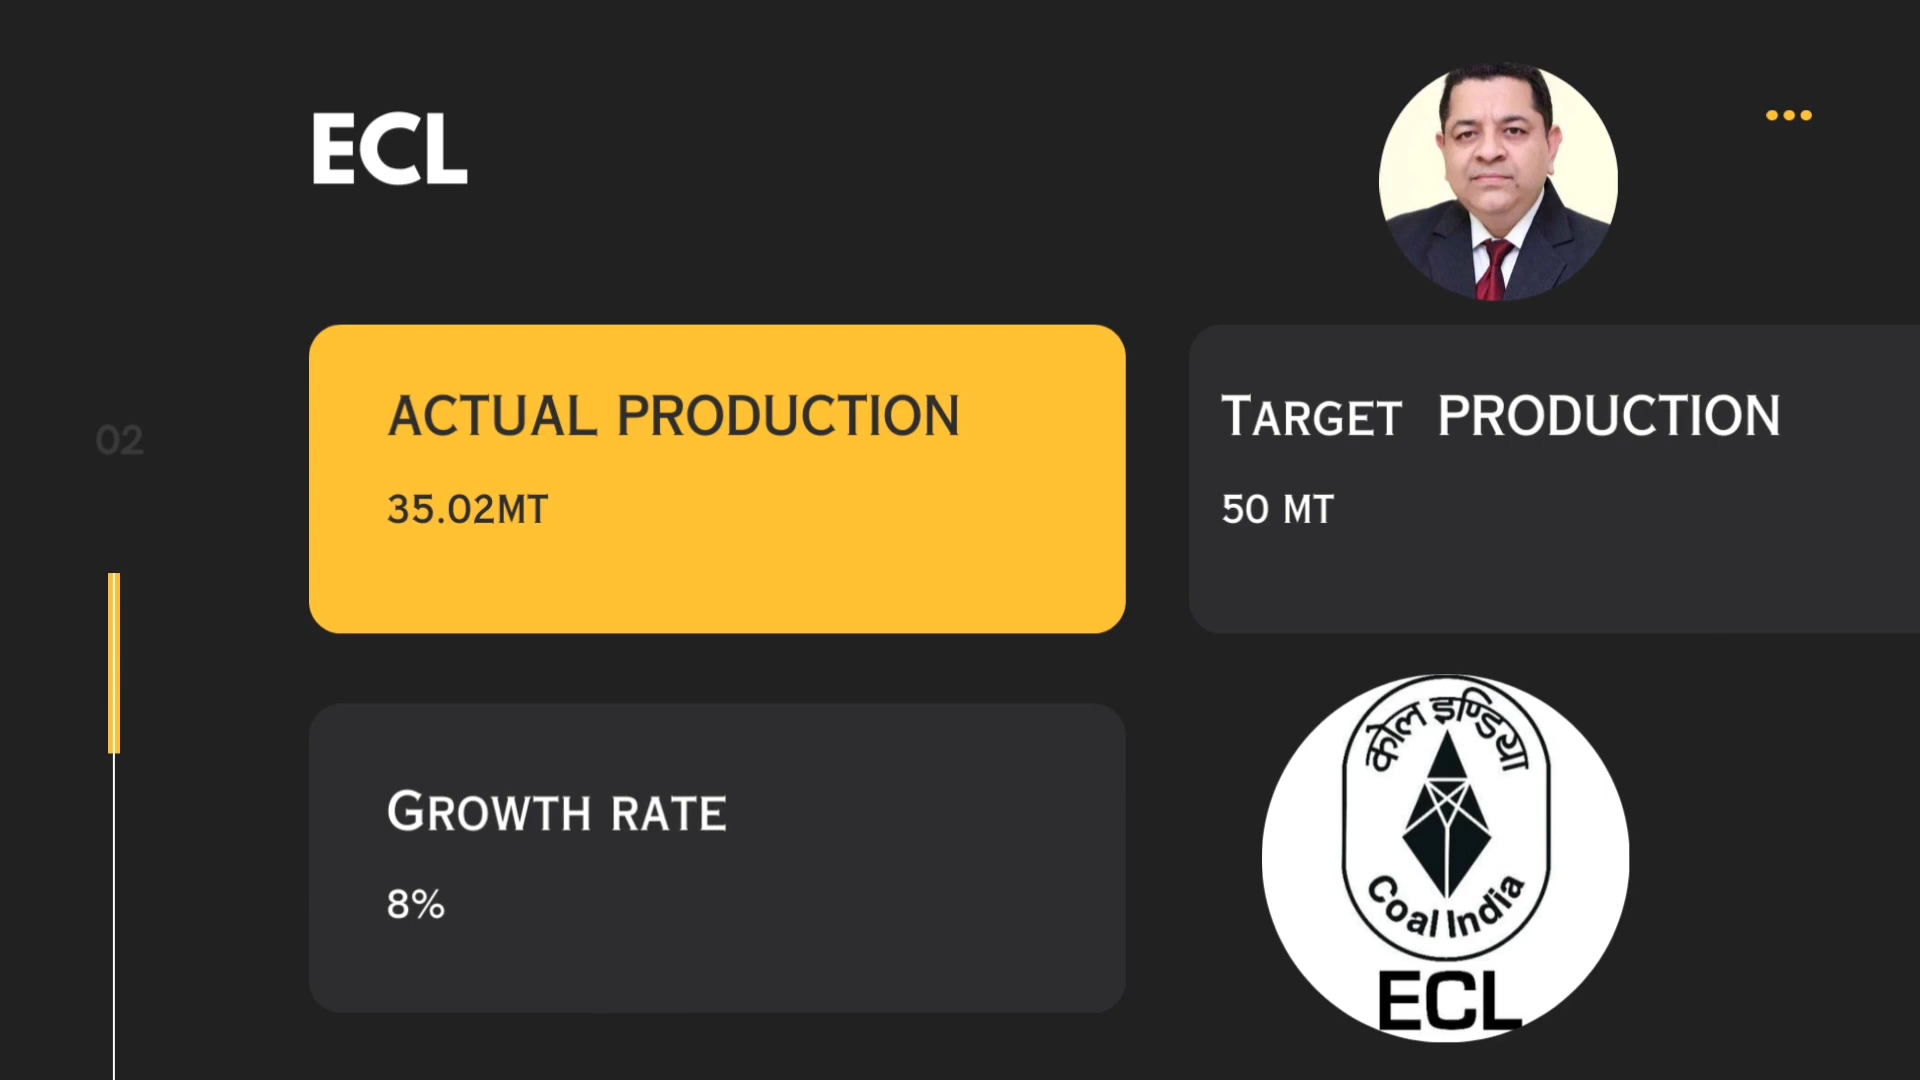 ECL
ACTUAL PRODUCTION
35.02MT
TARGET PRODUCTION
50 MT
02
GROWTH RATE
8%
कोल इण्डिया
Coal India
ECL